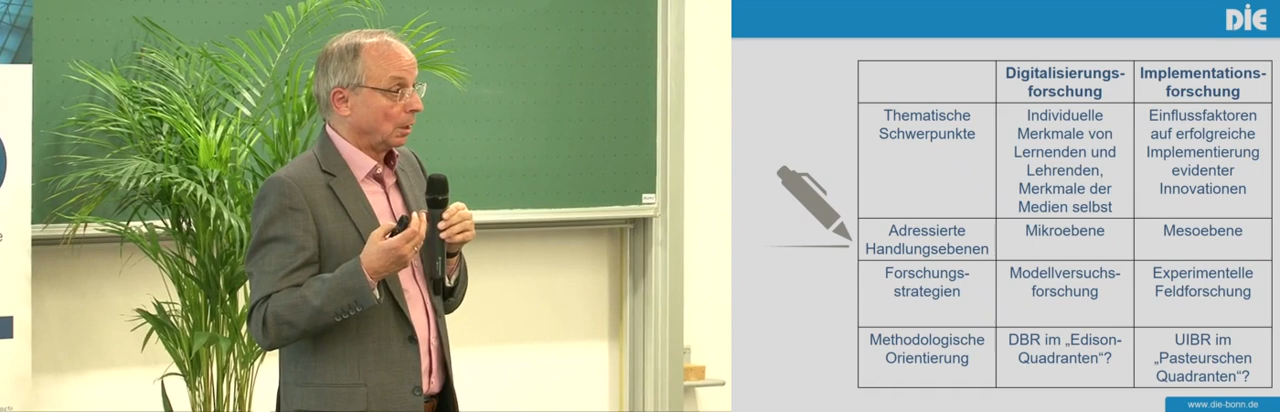 DIE
Digitalisierungs-
forschung
Implementations-
forschung
Thematische
Schwerpunkte
Individuelle
Merkmale von
Lernenden und
Lehrenden,
Merkmale der
Medien selbst
Einflussfaktoren
auf erfolgreiche
Implementierung
evidenter
Innovationen
Adressierte
Handlungsebenen
Mikroebene
Mesoebene
Forschungs-
strategien
Modellversuchs-
forschung
Experimentelle
Feldforschung
Methodologische
Orientierung
DBR im „Edison-
Quadranten“?
UIBR im
„Pasteurschen
Quadranten“?
www.die-bonn.de